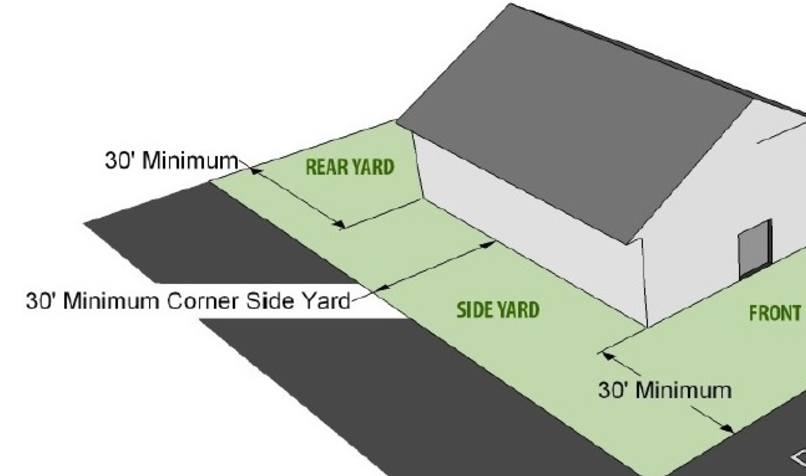 30' Minimum
REAR YARD
30' Minimum Corner Side Yard
SIDE YARD
FRONT
30' Minimum